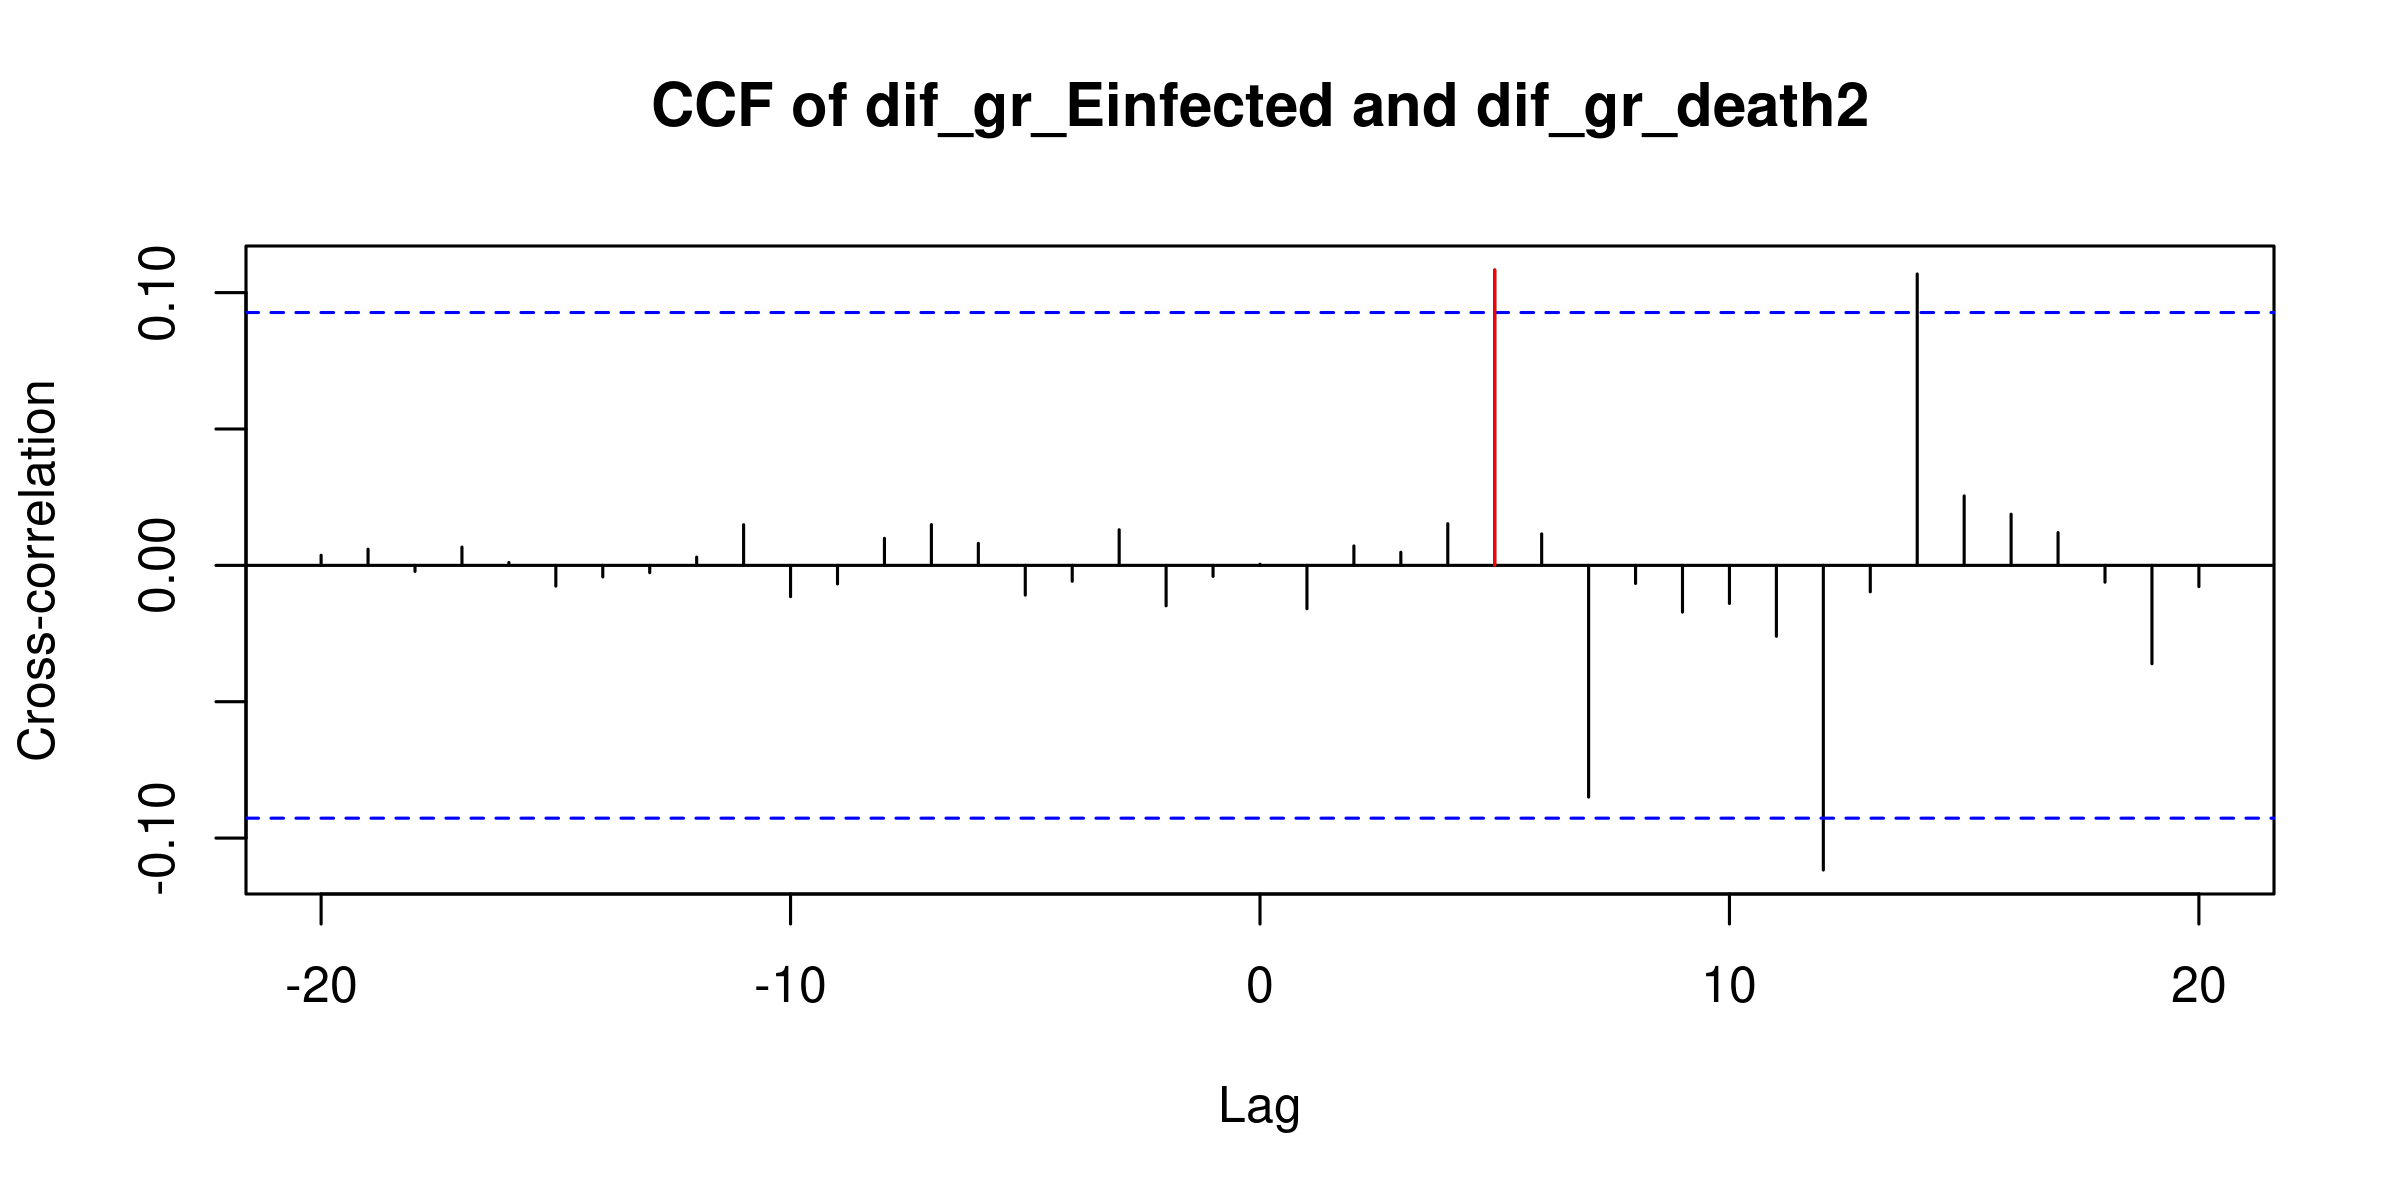 CCF of dif_gr_Einfected and dif_gr_death2
Cross-correlation
0.10
0.00
-0.10
-20 -10 0 10 20
Lag